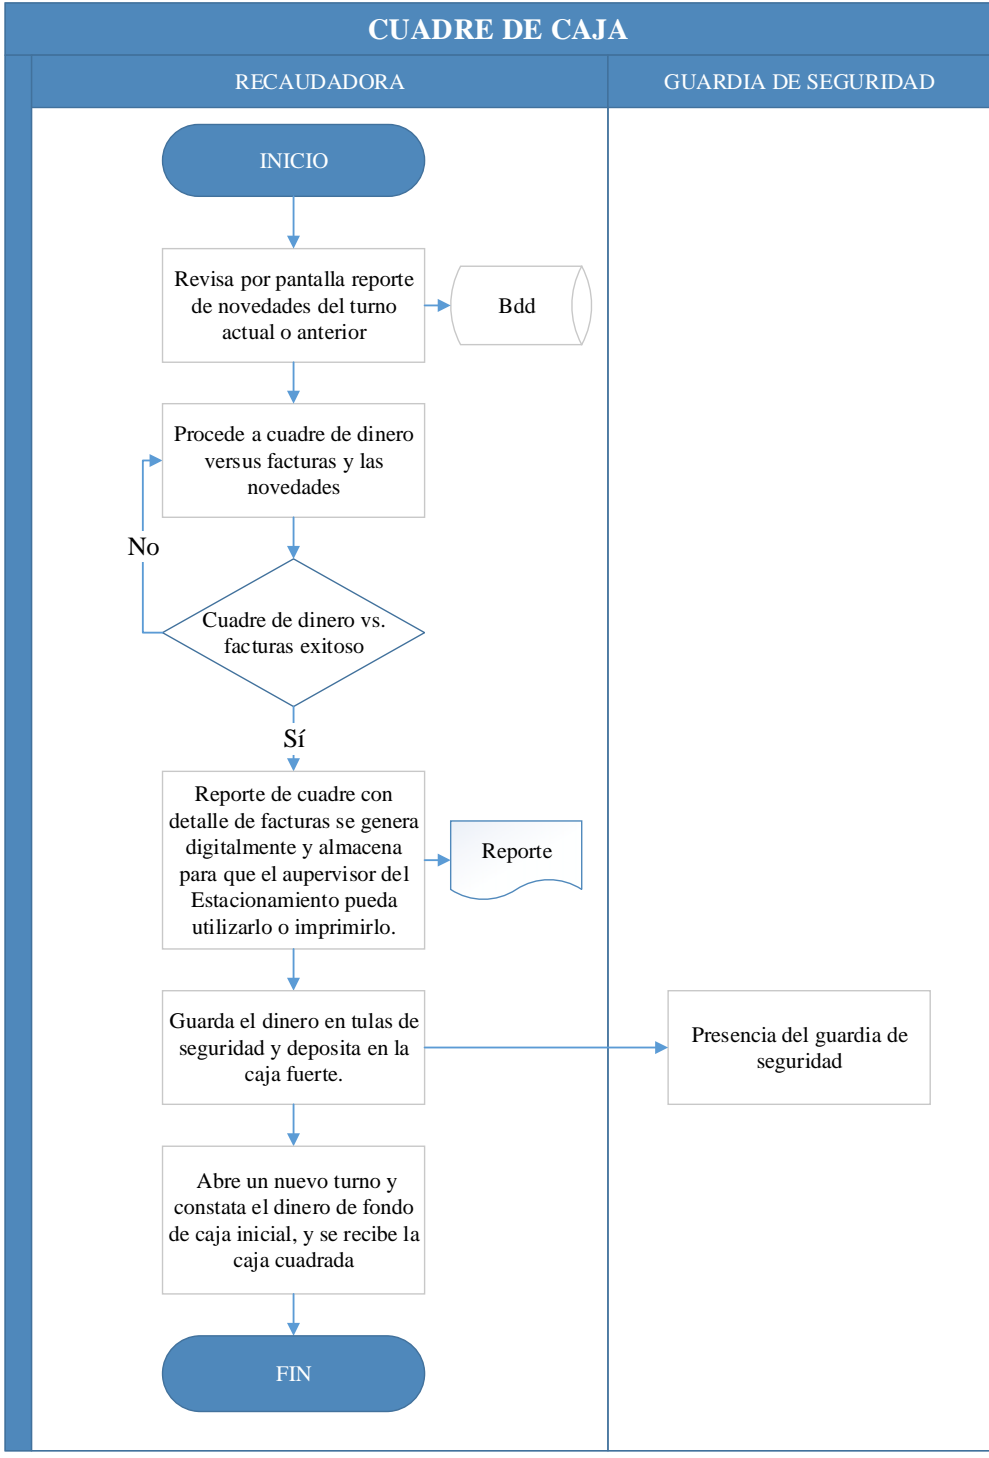 CUADRE DE CAJA
RECAUDADORA
GUARDIA DE SEGURIDAD
INICIO
Revisa por pantalla reporte
de novedades del turno
actual o anterior
Bdd
Procede a cuadre de dinero
versus facturas y las
novedades
No
Cuadre de dinero vs.
facturas exitoso
Sí
Reporte de cuadre con
detalle de facturas se genera
digitalmente y almacena
para que el aupervisor del
Estacionamiento pueda
utilizarlo o imprimirlo.
Reporte
Guarda el dinero en tulas de
seguridad y deposita en la
caja fuerte.
Presencia del guardia de
seguridad
Abre un nuevo turno y
constata el dinero de fondo
de caja inicial, y se recibe la
caja cuadrada
FIN